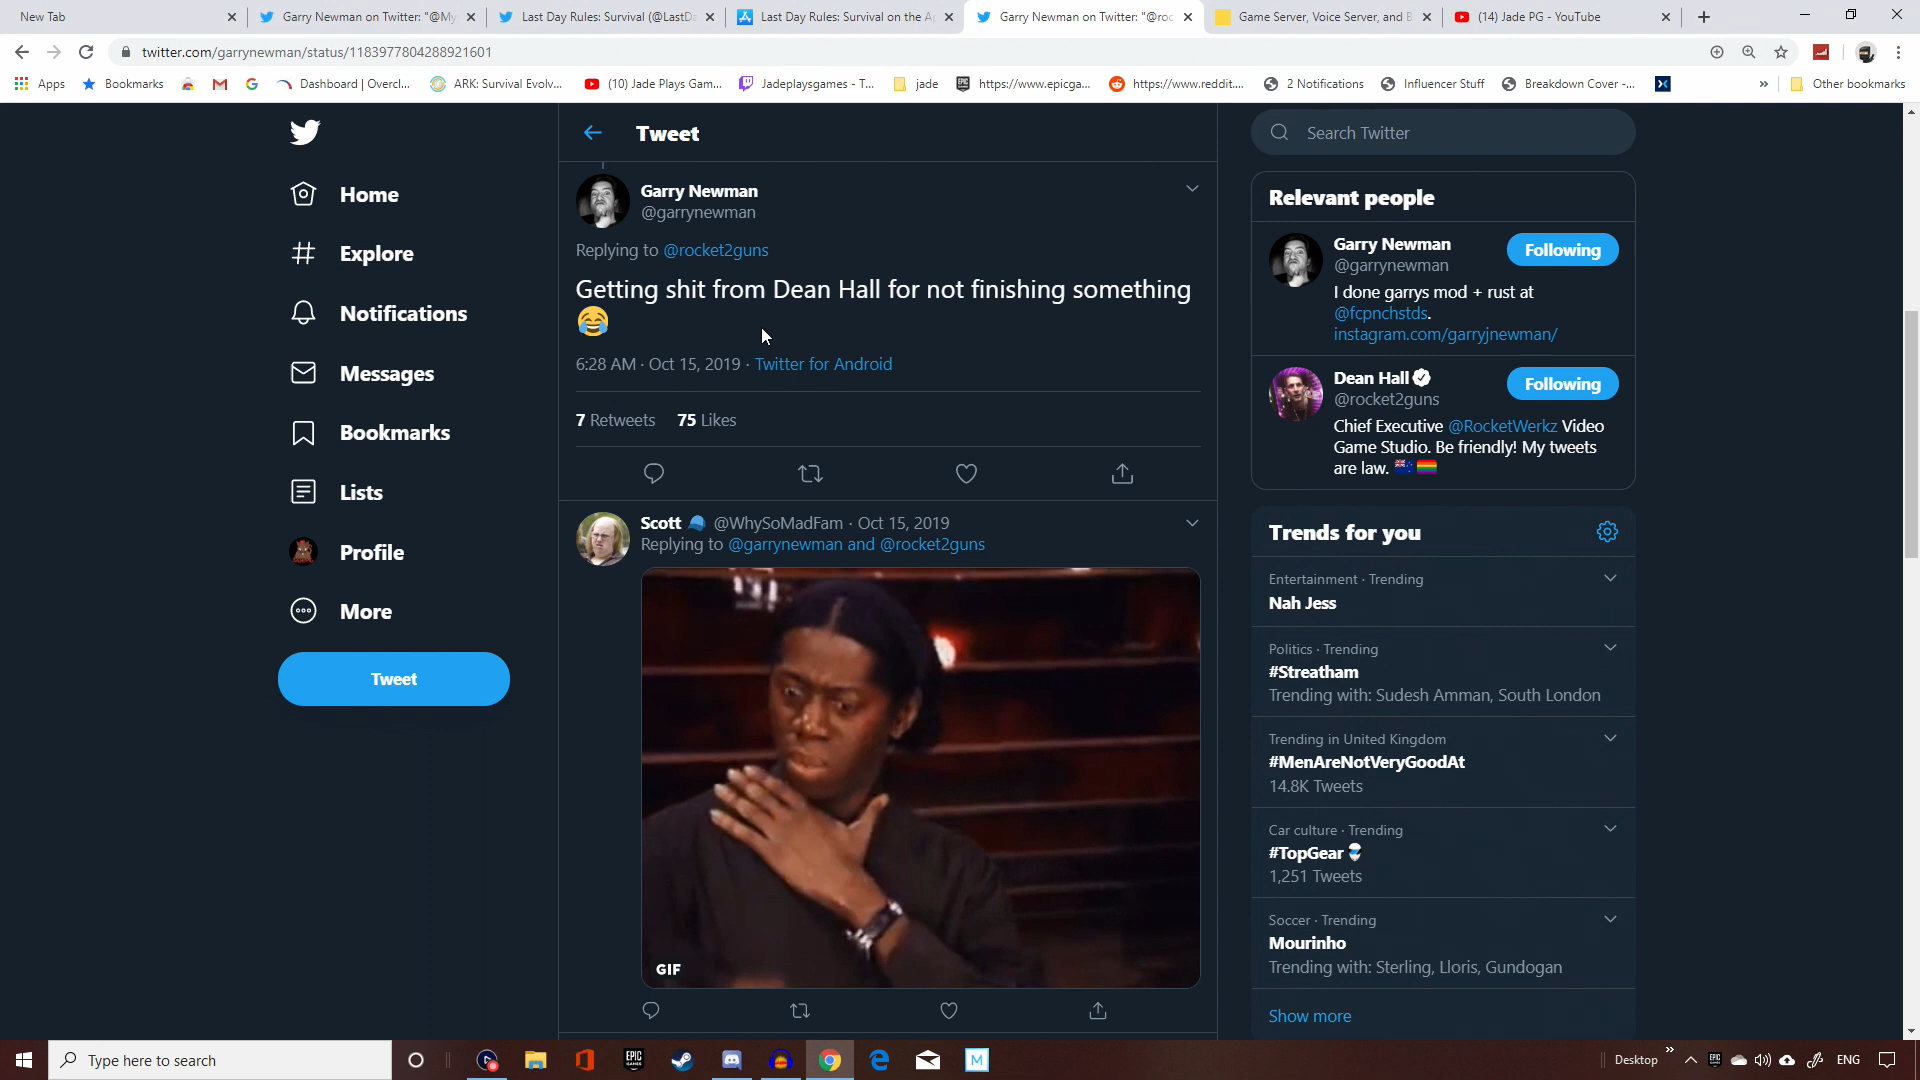 New Tab
Garry Newman on Twitter: "@My
Last Day Rules: Survival (@LastDa
Last Day Rules: Survival on the A
Garry Newman on Twitter: "@roc
Game Server, Voice Server, and B
(14) Jade PG - YouTube
twitter.com/garrynewman/status/1183977804288921601
Apps
Bookmarks
Dashboard | Overcl...
ARK: Survival Evolv...
(10) Jade Plays Gam...
Jadeplaysgames - T...
jade
https://www.epicga...
https://www.reddit....
2 Notifications
Influencer Stuff
Breakdown Cover -...
»
Other bookmarks
Home
Explore
Notifications
Messages
Bookmarks
Lists
Profile
More
Tweet
Tweet
Garry Newman
@garrynewman
Replying to @rocket2guns
Getting shit from Dean Hall for not finishing something
😂
6:28 AM · Oct 15, 2019 · Twitter for Android
7 Retweets 75 Likes
Scott 🧢 @WhySoMadFam · Oct 15, 2019
Replying to @garrynewman and @rocket2guns
GIF
Search Twitter
Relevant people
Garry Newman
@garrynewman
Following
I done garrys mod + rust at
@fcpnchstds.
instagram.com/garryjnewman/
Dean Hall
@rocket2guns
Following
Chief Executive @RocketWerkz Video
Game Studio. Be friendly! My tweets
are law. 🇳🇿 🏳️‍🌈
Trends for you
Entertainment · Trending
Nah Jess
Politics · Trending
#Streatham
Trending with: Sudesh Amman, South London
Trending in United Kingdom
#MenAreNotVeryGoodAt
14.8K Tweets
Car culture · Trending
#TopGear
1,251 Tweets
Soccer · Trending
Mourinho
Trending with: Sterling, Lloris, Gundogan
Show more
Type here to search
EPIC
GAMES
M
Desktop
»
ENG